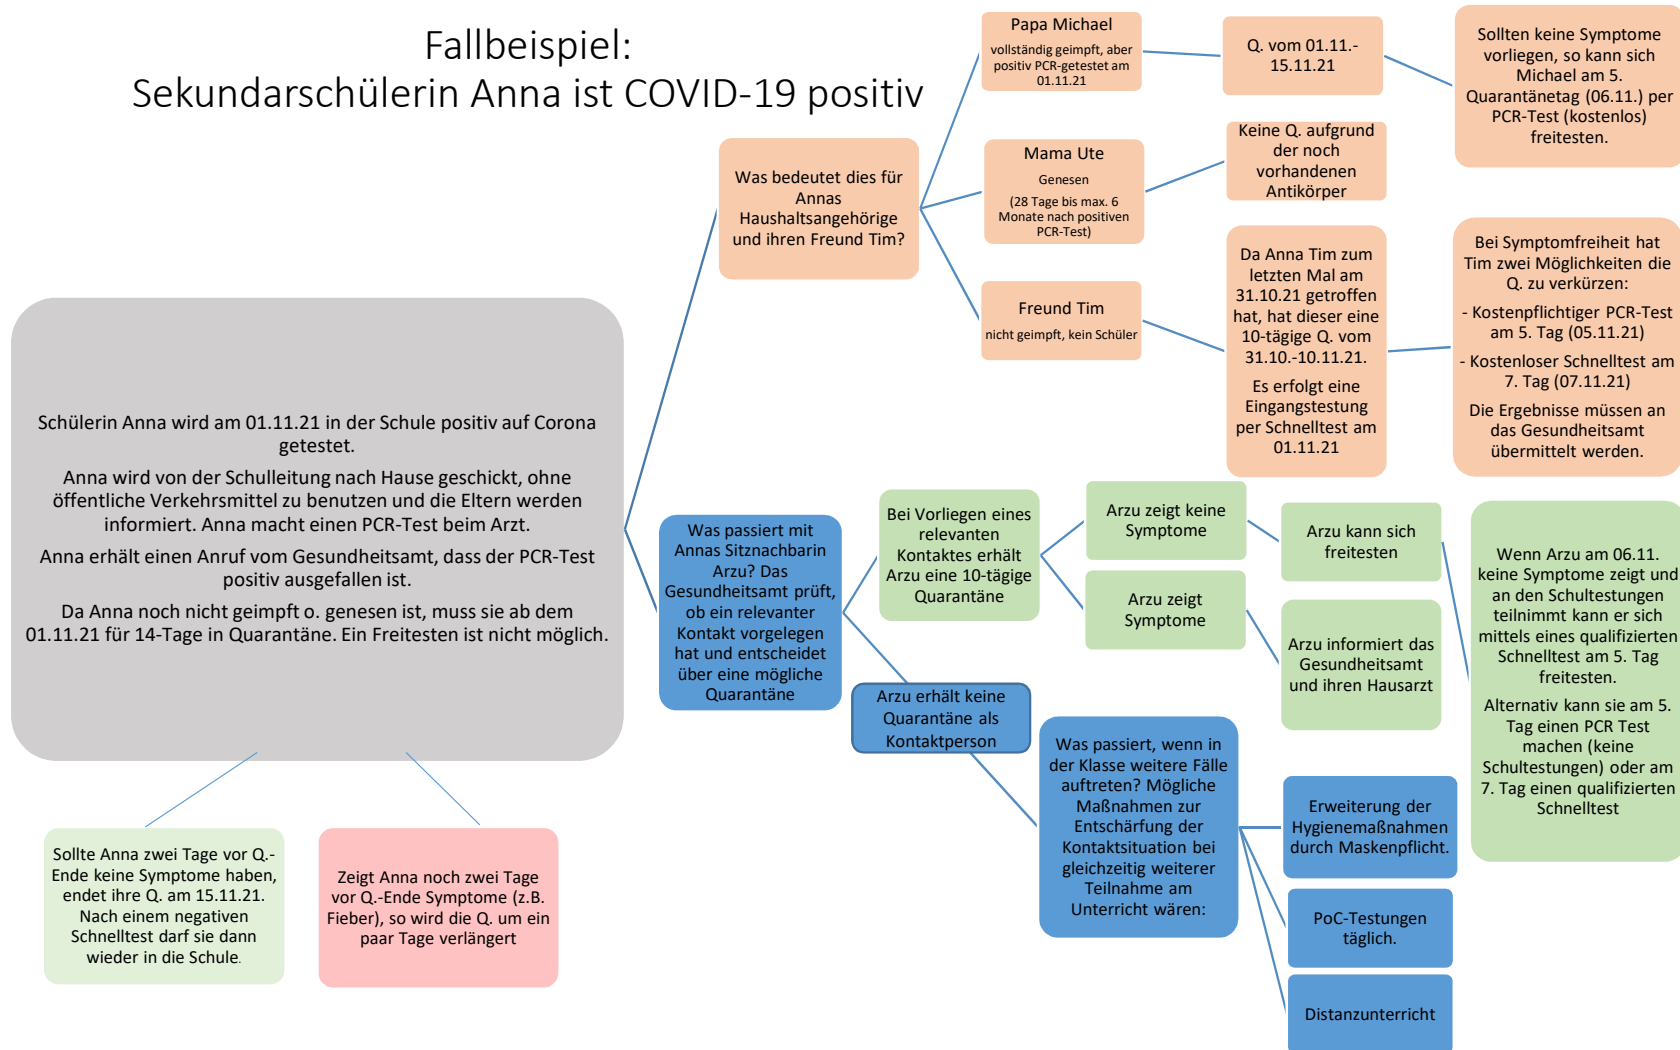 Fallbeispiel:
Sekundarschülerin Anna ist COVID-19 positiv
Schülerin Anna wird am 01.11.21 in der Schule positiv auf Corona
getestet.
Anna wird von der Schulleitung nach Hause geschickt, ohne
öffentliche Verkehrsmittel zu benutzen und die Eltern werden
informiert. Anna macht einen PCR-Test beim Arzt.
Anna erhält einen Anruf vom Gesundheitsamt, dass der PCR-Test
positiv ausgefallen ist.
Da Anna noch nicht geimpft o. genesen ist, muss sie ab dem
01.11.21 für 14-Tage in Quarantäne. Ein Freitesten ist nicht möglich.
Sollte Anna zwei Tage vor Q.-
Ende keine Symptome haben,
endet ihre Q. am 15.11.21.
Nach einem negativen
Schnelltest darf sie dann
wieder in die Schule.
Zeigt Anna noch zwei Tage
vor Q.-Ende Symptome (z.B.
Fieber), so wird die Q. um ein
paar Tage verlängert
Was bedeutet dies für
Annas
Haushaltsangehörige
und ihren Freund Tim?
Papa Michael
vollständig geimpft, aber
positiv PCR-getestet am
01.11.21
Q. vom 01.11.-
15.11.21
Sollten keine Symptome
vorliegen, so kann sich
Michael am 5.
Quarantänetag (06.11.) per
PCR-Test (kostenlos)
freitesten.
Mama Ute
Genesen
(28 Tage bis max. 6
Monate nach positiven
PCR-Test)
Keine Q. aufgrund
der noch
vorhandenen
Antikörper
Freund Tim
nicht geimpft, kein Schüler
Da Anna Tim zum
letzten Mal am
31.10.21 getroffen
hat, hat dieser eine
10-tägige Q. vom
31.10.-10.11.21.
Es erfolgt eine
Eingangstestung
per Schnelltest am
01.11.21
Bei Symptomfreiheit hat
Tim zwei Möglichkeiten die
Q. zu verkürzen:
- Kostenpflichtiger PCR-Test
am 5. Tag (05.11.21)
- Kostenloser Schnelltest am
7. Tag (07.11.21)
Die Ergebnisse müssen an
das Gesundheitsamt
übermittelt werden.
Was passiert mit
Annas Sitznachbarin
Arzu? Das
Gesundheitsamt prüft,
ob ein relevanter
Kontakt vorgelegen
hat und entscheidet
über eine mögliche
Quarantäne
Bei Vorliegen eines
relevanten
Kontaktes erhält
Arzu eine 10-tägige
Quarantäne
Arzu zeigt keine
Symptome
Arzu kann sich
freitesten
Wenn Arzu am 06.11.
keine Symptome zeigt und
an den Schultestungen
teilnimmt kann er sich
mittels eines qualifizierten
Schnelltest am 5. Tag
freitesten.
Alternativ kann sie am 5.
Tag einen PCR Test
machen (keine
Schultestungen) oder am
7. Tag einen qualifizierten
Schnelltest
Arzu zeigt
Symptome
Arzu informiert das
Gesundheitsamt
und ihren Hausarzt
Arzu erhält keine
Quarantäne als
Kontaktperson
Was passiert, wenn in
der Klasse weitere Fälle
auftreten? Mögliche
Maßnahmen zur
Entschärfung der
Kontaktsituation bei
gleichzeitig weiterer
Teilnahme am
Unterricht wären:
Erweiterung der
Hygienemaßnahmen
durch Maskenpflicht.
PoC-Testungen
täglich.
Distanzunterricht